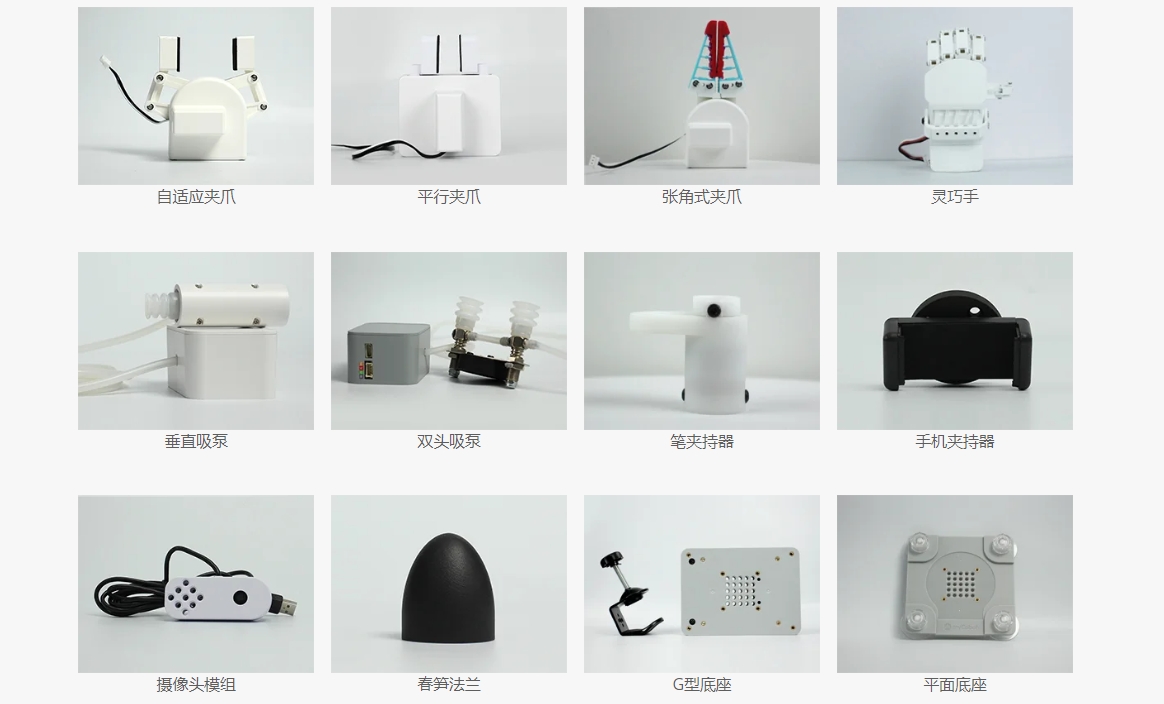 自适应夹爪
平行夹爪
张角式夹爪
灵巧手
垂直吸泵
双头吸泵
笔夹持器
手机夹持器
摄像头模组
春笋法兰
G型底座
平面底座